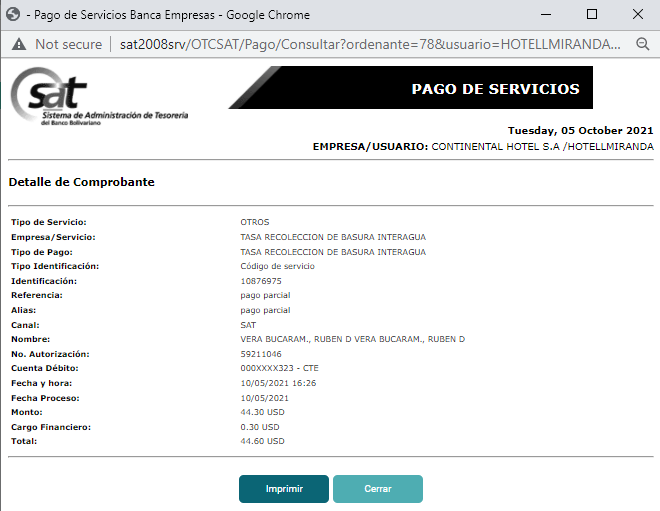 - Pago de Servicios Banca Empresas - Google Chrome
Not secure | sat2008srv/OTCSAT/Pago/Consultar?ordenante=78&usuario=HOTELLMIRANDA...
sat
Sistema de Administración de Tesorería
del Banco Bolivariano
PAGO DE SERVICIOS
Tuesday, 05 October 2021
EMPRESA/USUARIO: CONTINENTAL HOTEL S.A /HOTELLMIRANDA
Detalle de Comprobante
Tipo de Servicio: OTROS
Empresa/Servicio: TASA RECOLECCION DE BASURA INTERAGUA
Tipo de Pago: TASA RECOLECCION DE BASURA INTERAGUA
Tipo Identificación: Código de servicio
Identificación: 10876975
Referencia: pago parcial
Alias: pago parcial
Canal: SAT
Nombre: VERA BUCARAM., RUBEN D VERA BUCARAM., RUBEN D
No. Autorización: 59211046
Cuenta Débito: 000XXXX323 - CTE
Fecha y hora: 10/05/2021 16:26
Fecha Proceso: 10/05/2021
Monto: 44.30 USD
Cargo Financiero: 0.30 USD
Total: 44.60 USD
Imprimir Cerrar